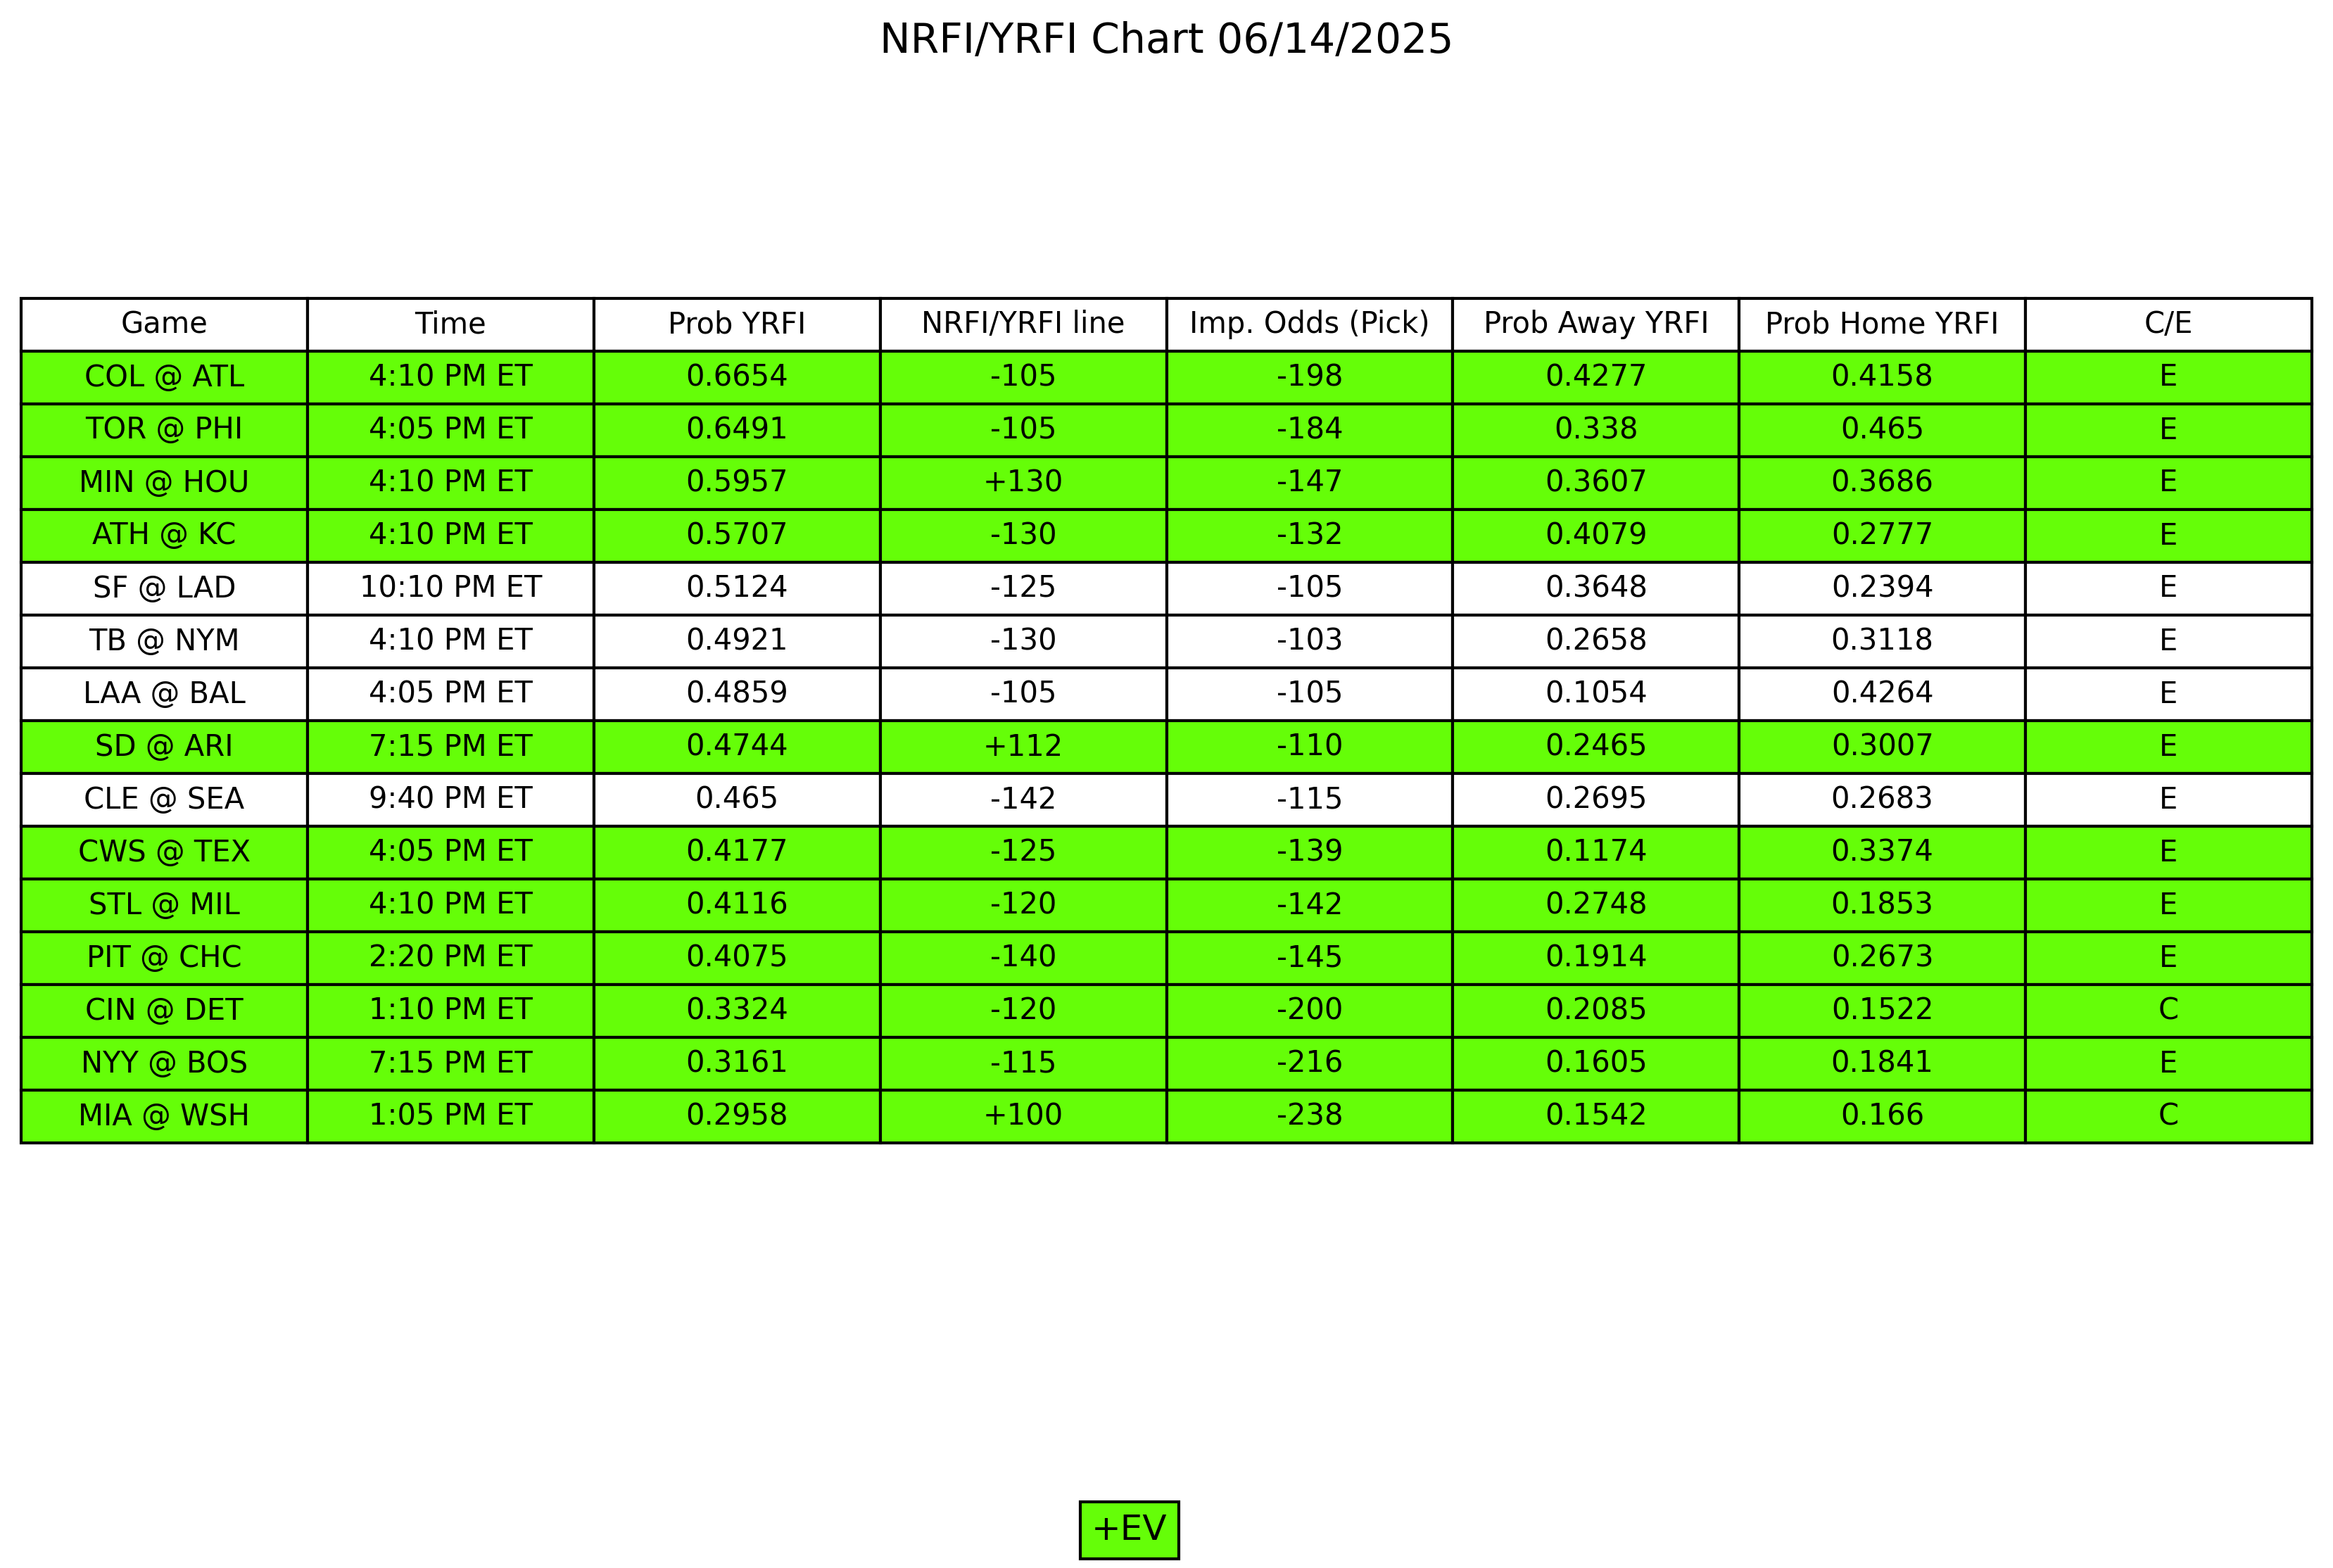 NRFI/YRFI Chart 06/14/2025
Game Time Prob YRFI NRFI/YRFI line Imp. Odds (Pick) Prob Away YRFI Prob Home YRFI C/E
COL @ ATL 4:10 PM ET 0.6654 -105 -198 0.4277 0.4158 E
TOR @ PHI 4:05 PM ET 0.6491 -105 -184 0.338 0.465 E
MIN @ HOU 4:10 PM ET 0.5957 +130 -147 0.3607 0.3686 E
ATH @ KC 4:10 PM ET 0.5707 -130 -132 0.4079 0.2777 E
SF @ LAD 10:10 PM ET 0.5124 -125 -105 0.3648 0.2394 E
TB @ NYM 4:10 PM ET 0.4921 -130 -103 0.2658 0.3118 E
LAA @ BAL 4:05 PM ET 0.4859 -105 -105 0.1054 0.4264 E
SD @ ARI 7:15 PM ET 0.4744 +112 -110 0.2465 0.3007 E
CLE @ SEA 9:40 PM ET 0.465 -142 -115 0.2695 0.2683 E
CWS @ TEX 4:05 PM ET 0.4177 -125 -139 0.1174 0.3374 E
STL @ MIL 4:10 PM ET 0.4116 -120 -142 0.2748 0.1853 E
PIT @ CHC 2:20 PM ET 0.4075 -140 -145 0.1914 0.2673 E
CIN @ DET 1:10 PM ET 0.3324 -120 -200 0.2085 0.1522 C
NYY @ BOS 7:15 PM ET 0.3161 -115 -216 0.1605 0.1841 E
MIA @ WSH 1:05 PM ET 0.2958 +100 -238 0.1542 0.166 C
+EV